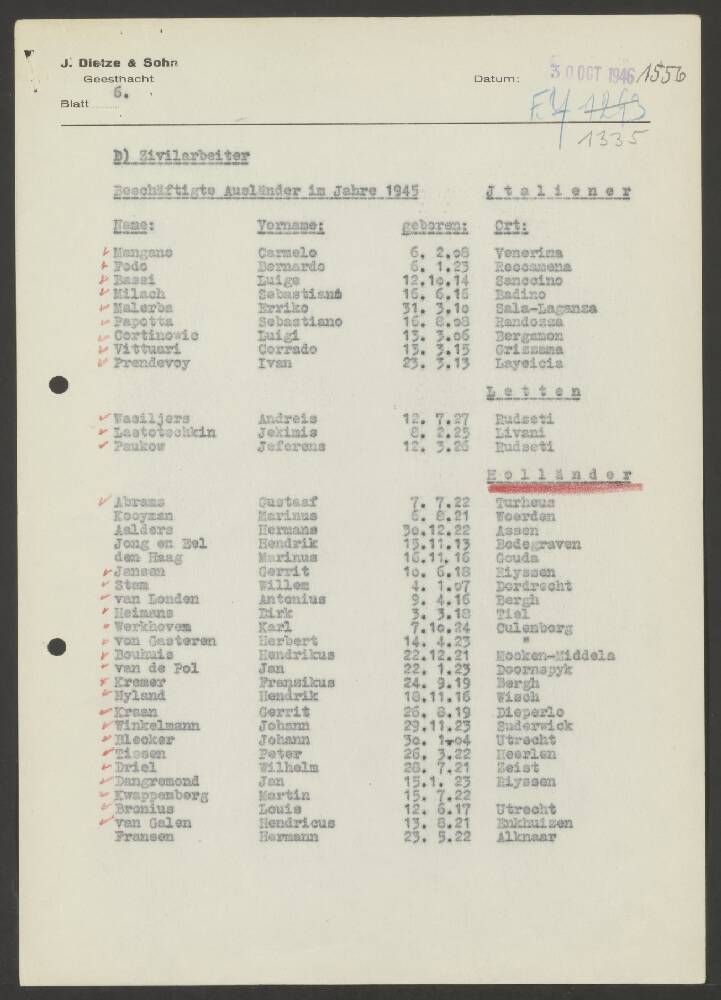 J. Dietze & Sohn
Geesthacht
Datum: 30 OCT 1946 1556
Blatt 6.
1335
D) Zivilarbeiter
Beschäftigte Ausländer im Jahre 1945 Jtaliener
Name: Vorname: geboren: Ort:
Mangano Carmelo 6. 2.08 Venerina
Fodo Bernardo 6. 1.23 Roccamena
Bassi Luige 12.10.14 Sanocino
Milach Sebastiano 16. 6.16 Badino
Malerba Erriko 31. 3.10 Sala-Laganza
Papotta Sebastiano 16. 8.08 Randozza
Cortinowic Luigi 13. 3.06 Bergamon
Vittuari Corrado 13. 3.15 Grizzama
Prendevoy Ivan 23. 3.13 Layeicis
Letten
Wasiljers Andreis 12. 7.27 Rudseti
Lastotschkin Jekimis 8. 2.25 Livani
Paukow Jeferens 12. 3.26 Rudseti
Holländer
Abrams Gustaaf 7. 7.22 Turhous
Kooyman Marinus 6. 8.21 Woerden
Aalders Hermans 30.12.22 Assen
Jong en Bel Hendrik 15.11.13 Bodegraven
den Haag Marinus 16.11.16 Gouda
Jansen Gerrit 10. 6.18 Riyssen
Stam Willem 4. 1.07 Dordrecht
van Londen Antonius 9. 4.16 Bergh
Heimans Dirk 3. 3.18 Tiel
Werkhoven Karl 7.10.24 Culenborg
von Gasteren Herbert 14. 4.23 "
Bouhuis Hendrikus 22.12.21 Hocken-Middela
van de Pol Jan 22. 1.23 Doornspyk
Kremer Fransikus 24. 9.19 Bergh
Hyland Hendrik 18.11.16 Wisch
Kraan Gerrit 26. 8.19 Dieperlo
Winkelmann Johann 29.11.23 Suderwick
Blecker Johann 30. 1.04 Utrecht
Tissen Peter 26. 3.22 Heerlen
Driel Wilhelm 28. 7.21 Zeist
Dangremond Jan 15.1. 23 Riyssen
Kwappenberg Martin 15. 7.22
Bronius Louis 12. 6.17 Utrecht
van Galen Hendricus 13. 8.21 Enkhuizen
Fransen Hermann 23. 5.22 Alknaar